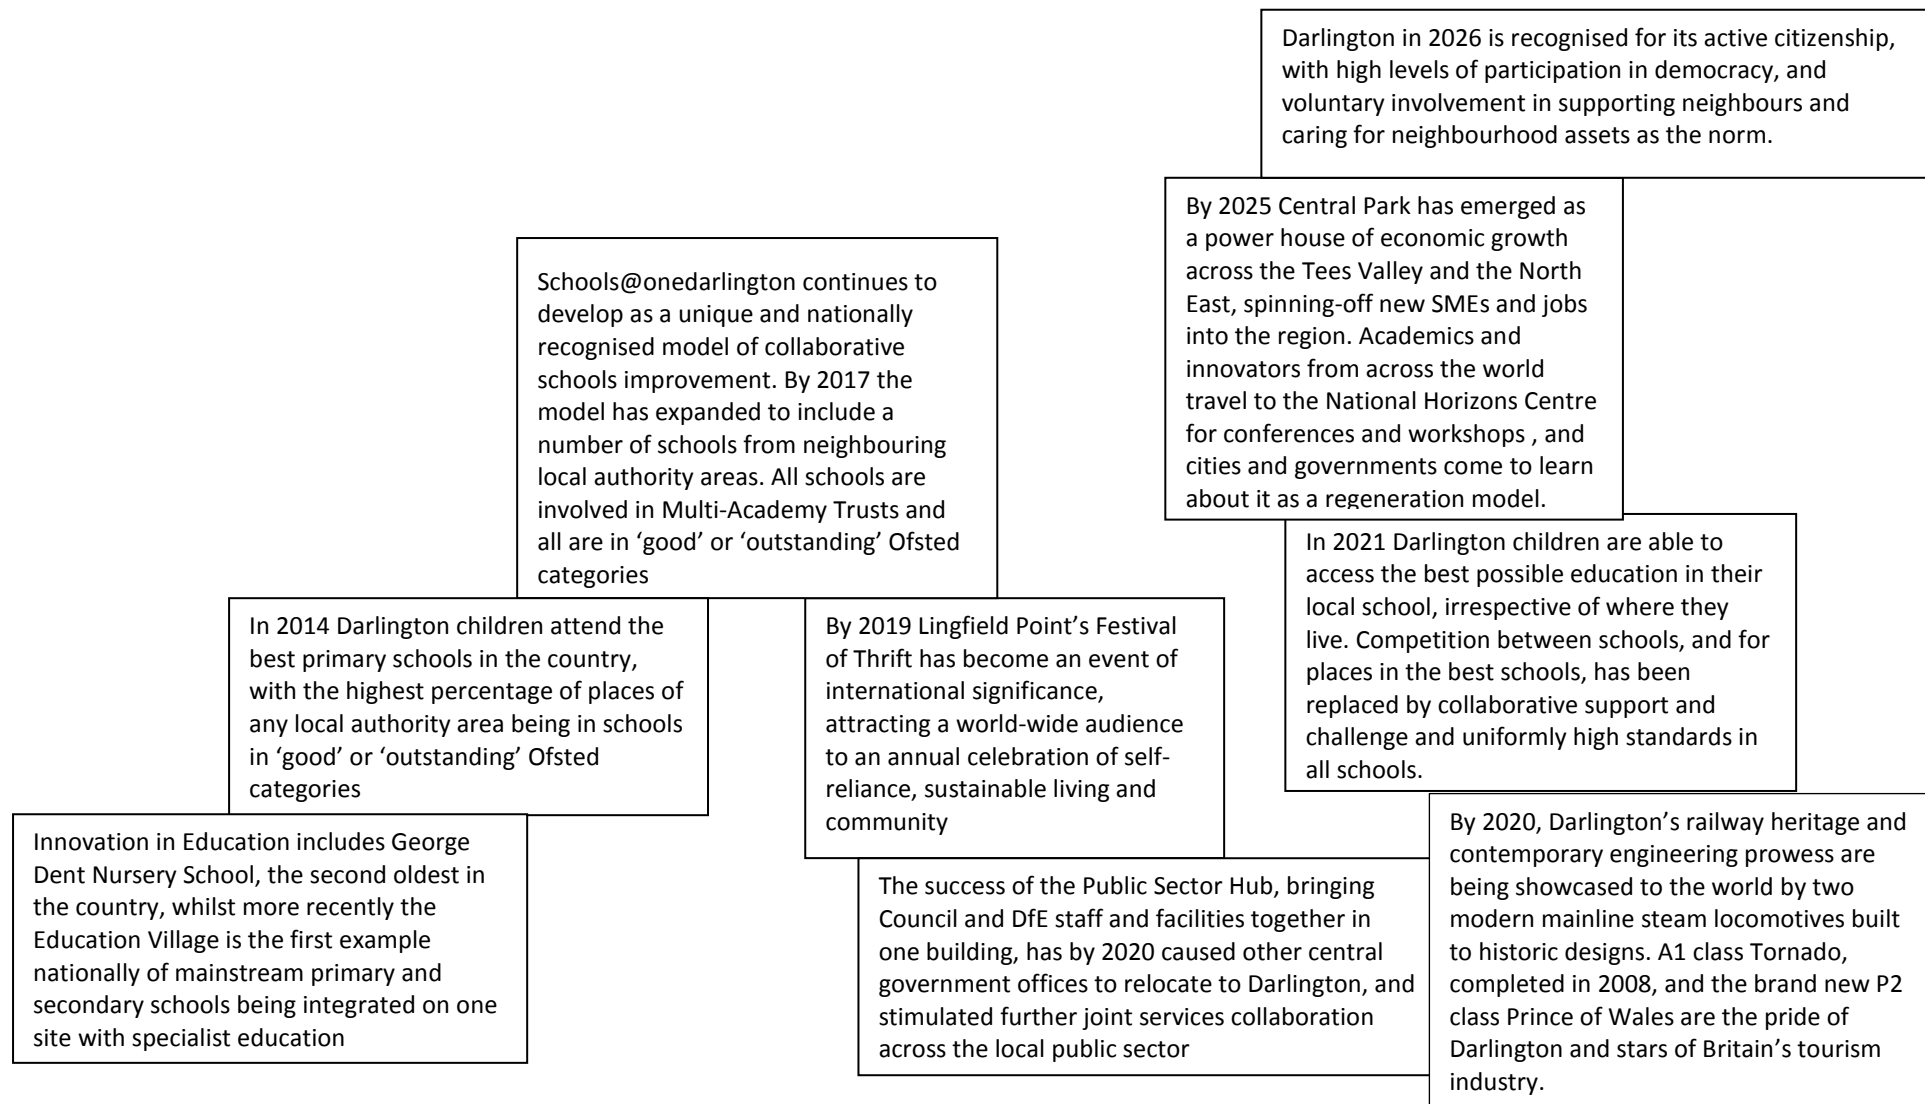 Darlington in 2026 is recognised for its active citizenship,
with high levels of participation in democracy, and
voluntary involvement in supporting neighbours and
caring for neighbourhood assets as the norm.
By 2025 Central Park has emerged as
a power house of economic growth
across the Tees Valley and the North
East, spinning-off new SMEs and jobs
into the region. Academics and
innovators from across the world
travel to the National Horizons Centre
for conferences and workshops , and
cities and governments come to learn
about it as a regeneration model.
Schools@onedarlington continues to
develop as a unique and nationally
recognised model of collaborative
schools improvement. By 2017 the
model has expanded to include a
number of schools from neighbouring
local authority areas. All schools are
involved in Multi-Academy Trusts and
all are in ‘good’ or ‘outstanding’ Ofsted
categories
In 2021 Darlington children are able to
access the best possible education in their
local school, irrespective of where they
live. Competition between schools, and for
places in the best schools, has been
replaced by collaborative support and
challenge and uniformly high standards in
all schools.
In 2014 Darlington children attend the
best primary schools in the country,
with the highest percentage of places of
any local authority area being in schools
in ‘good’ or ‘outstanding’ Ofsted
categories
By 2019 Lingfield Point’s Festival
of Thrift has become an event of
international significance,
attracting a world-wide audience
to an annual celebration of self-
reliance, sustainable living and
community
Innovation in Education includes George
Dent Nursery School, the second oldest in
the country, whilst more recently the
Education Village is the first example
nationally of mainstream primary and
secondary schools being integrated on one
site with specialist education
The success of the Public Sector Hub, bringing
Council and DfE staff and facilities together in
one building, has by 2020 caused other central
government offices to relocate to Darlington, and
stimulated further joint services collaboration
across the local public sector
By 2020, Darlington’s railway heritage and
contemporary engineering prowess are
being showcased to the world by two
modern mainline steam locomotives built
to historic designs. A1 class Tornado,
completed in 2008, and the brand new P2
class Prince of Wales are the pride of
Darlington and stars of Britain’s tourism
industry.